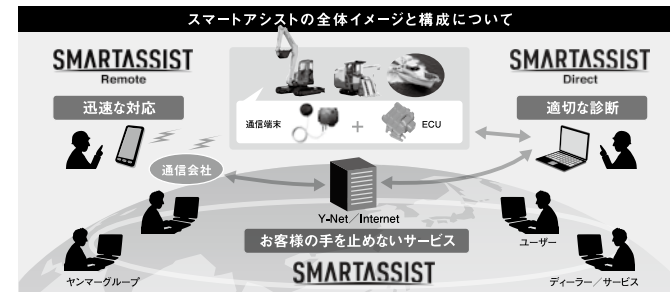 スマートアシストの全体イメージと構成について
SMARTASSIST
Remote
迅速な対応
通信端末
+
ECU
SMARTASSIST
Direct
適切な診断
通信会社
Y-Net/Internet
お客様の手を止めないサービス
SMARTASSIST
ヤンマーグループ
ユーザー
ディーラー/サービス